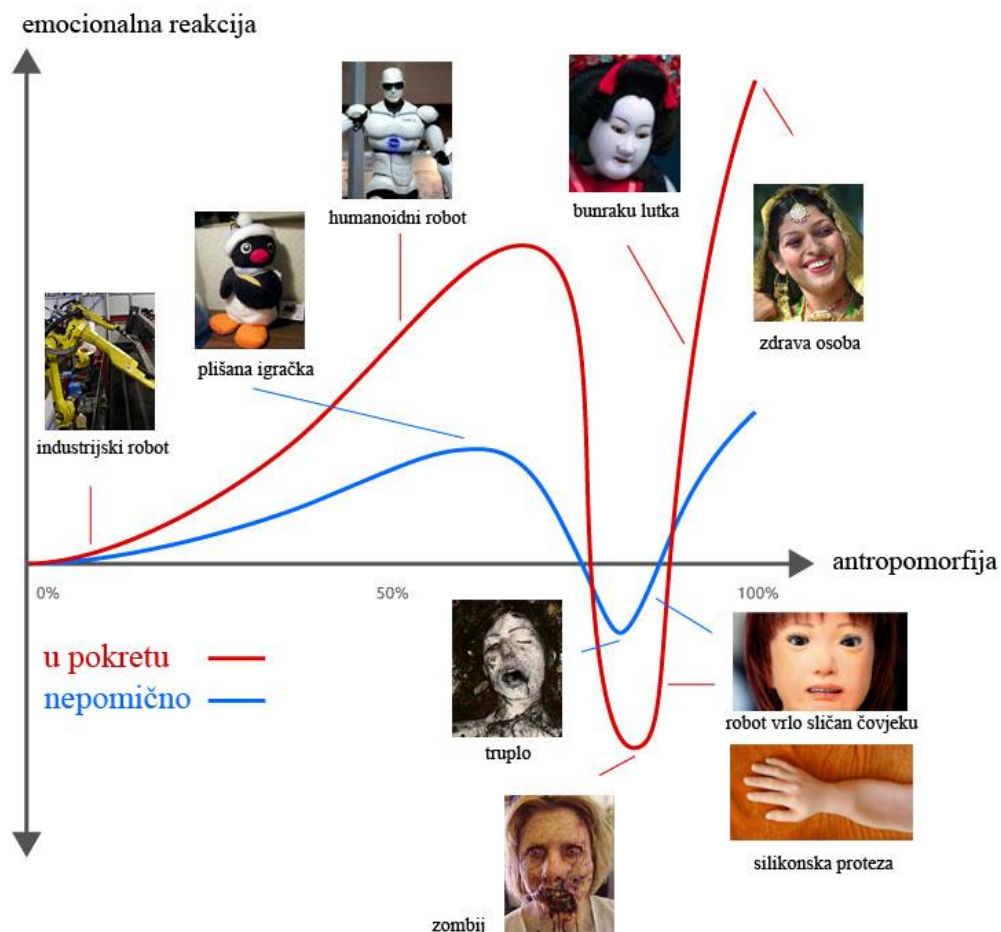 emocionalna reakcija
humanoidni robot
bunraku lutka
plišana igračka
zdrava osoba
industrijski robot
antropomorfija
0%
50%
100%
u pokretu
nepomično
truplo
robot vrlo sličan čovjeku
silikonska proteza
zombij